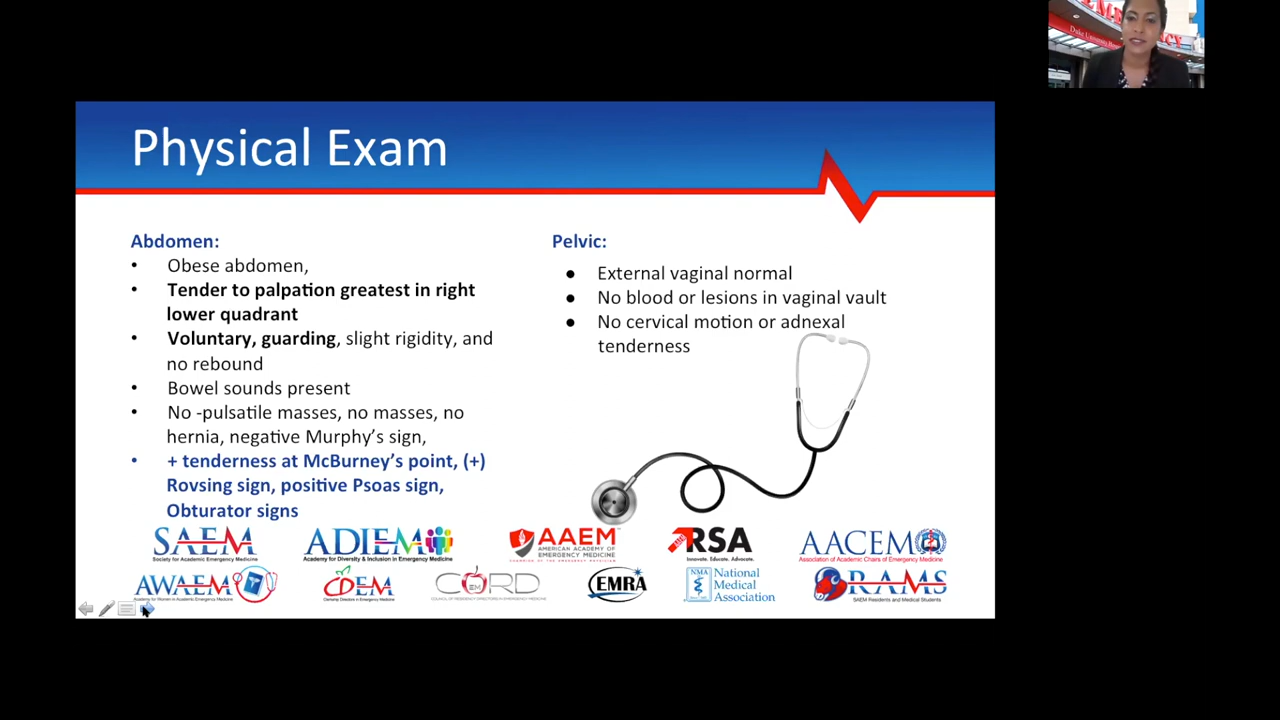 Physical Exam
Abdomen:
• Obese abdomen,
• Tender to palpation greatest in right
lower quadrant
• Voluntary, guarding, slight rigidity, and
no rebound
• Bowel sounds present
• No -pulsatile masses, no masses, no
hernia, negative Murphy's sign,
• + tenderness at McBurney's point, (+)
Rovsing sign, positive Psoas sign,
Obturator signs
Pelvic:
● External vaginal normal
● No blood or lesions in vaginal vault
● No cervical motion or adnexal
tenderness
SAEM
Society for Academic Emergency Medicine
ADIEM
Academy for Diversity & Inclusion in Emergency Medicine
AAEM
AMERICAN ACADEMY OF
EMERGENCY MEDICINE
RSA
Innovate. Educate. Advocate.
AACEM
Association of Academic Chairs of Emergency Medicine
AWAEM
Academy for Women in Academic Emergency Medicine
CDEM
Clerkship Directors in Emergency Medicine
CORD
EM
COUNCIL OF RESIDENCY DIRECTORS IN EMERGENCY MEDICINE
EMRA
NMA
National
Medical
Association
RAMS
SAEM Residents and Medical Students